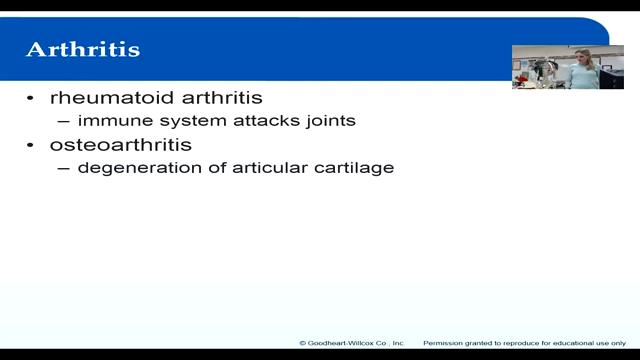 Arthritis
• rheumatoid arthritis
– immune system attacks joints
• osteoarthritis
– degeneration of articular cartilage
© Goodheart-Willcox Co., Inc. Permission granted to reproduce for educational use only